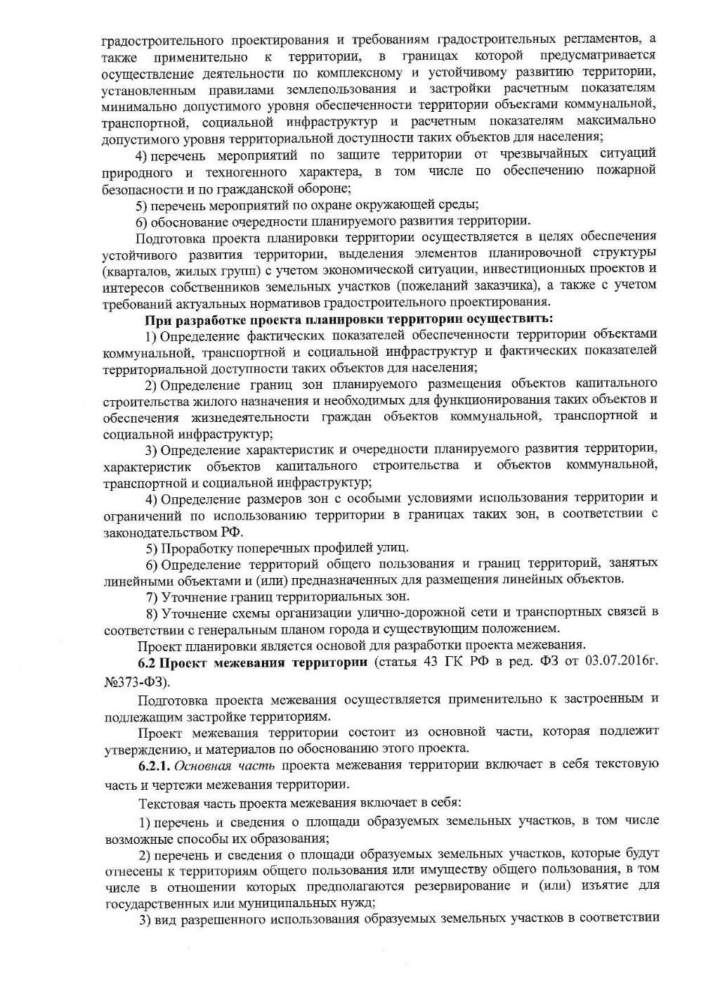 градостроительного проектирования и требованиям градостроительных регламентов, а
также применительно к территории, в границах которой предусматривается
осуществление деятельности по комплексному и устойчивому развитию территории,
установленным правилами землепользования и застройки расчетным показателям
минимально допустимого уровня обеспеченности территории объектами коммунальной,
транспортной, социальной инфраструктур и расчетным показателям максимально
допустимого уровня территориальной доступности таких объектов для населения;
4) перечень мероприятий по защите территории от чрезвычайных ситуаций
природного и техногенного характера, в том числе по обеспечению пожарной
безопасности и по гражданской обороне;
5) перечень мероприятий по охране окружающей среды;
6) обоснование очередности планируемого развития территории.
Подготовка проекта планировки территории осуществляется в целях обеспечения
устойчивого развития территории, выделения элементов планировочной структуры
(кварталов, жилых групп) с учетом экономической ситуации, инвестиционных проектов и
интересов собственников земельных участков (пожеланий заказчика), а также с учетом
требований актуальных нормативов градостроительного проектирования.
При разработке проекта планировки территории осуществить:
1) Определение фактических показателей обеспеченности территории объектами
коммунальной, транспортной и социальной инфраструктур и фактических показателей
территориальной доступности таких объектов для населения;
2) Определение границ зон планируемого размещения объектов капитального
строительства жилого назначения и необходимых для функционирования таких объектов и
обеспечения жизнедеятельности граждан объектов коммунальной, транспортной и
социальной инфраструктур;
3) Определение характеристик и очередности планируемого развития территории,
характеристик объектов капитального строительства и объектов коммунальной,
транспортной и социальной инфраструктур;
4) Определение размеров зон с особыми условиями использования территории и
ограничений по использованию территории в границах таких зон, в соответствии с
законодательством РФ.
5) Проработку поперечных профилей улиц.
6) Определение территорий общего пользования и границ территорий, занятых
линейными объектами и (или) предназначенных для размещения линейных объектов.
7) Уточнение границ территориальных зон.
8) Уточнение схемы организации улично-дорожной сети и транспортных связей в
соответствии с генеральным планом города и существующим положением.
Проект планировки является основой для разработки проекта межевания.
6.2 Проект межевания территории (статья 43 ГК РФ в ред. ФЗ от 03.07.2016г.
№373-ФЗ).
Подготовка проекта межевания осуществляется применительно к застроенным и
подлежащим застройке территориям.
Проект межевания территории состоит из основной части, которая подлежит
утверждению, и материалов по обоснованию этого проекта.
6.2.1. Основная часть проекта межевания территории включает в себя текстовую
часть и чертежи межевания территории.
Текстовая часть проекта межевания включает в себя:
1) перечень и сведения о площади образуемых земельных участков, в том числе
возможные способы их образования;
2) перечень и сведения о площади образуемых земельных участков, которые будут
отнесены к территориям общего пользования или имуществу общего пользования, в том
числе в отношении которых предполагаются резервирование и (или) изъятие для
государственных или муниципальных нужд;
3) вид разрешенного использования образуемых земельных участков в соответствии